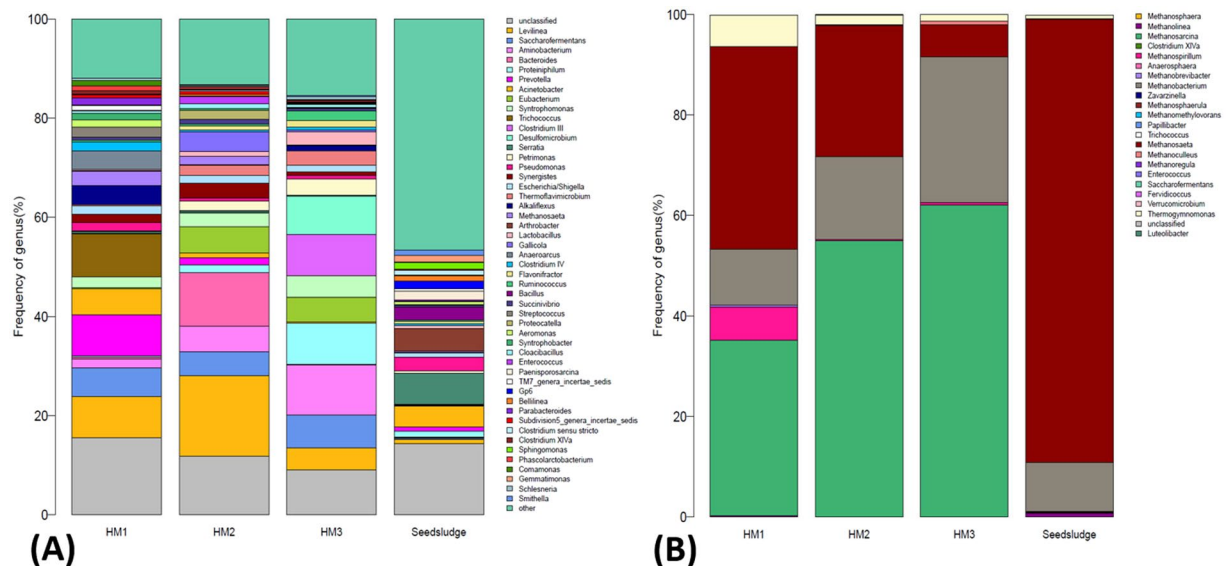 100
80
60
40
20
0
Frequency of genus(%)
HM1
HM2
HM3
Seedsludge
(A)
unclassified
Levilinea
Saccharofermentans
Aminobacterium
Bacteroides
Proteiniphilum
Prevotella
Acinetobacter
Eubacterium
Syntrophomonas
Trichococcus
Clostridium III
Desulfomicrobium
Serratia
Petrimonas
Pseudomonas
Synergistes
Escherichia/Shigella
Thermoflavimicrobium
Alkaliflexus
Methanosaeta
Arthrobacter
Lactobacillus
Gallicola
Anaeroarcus
Clostridium IV
Flavonifractor
Ruminococcus
Bacillus
Succinivibrio
Streptococcus
Proteocatella
Aeromonas
Syntrophobacter
Cloacibacillus
Enterococcus
Paenisporosarcina
TM7_genera_incertae_sedis
Gp6
Bellilinea
Parabacteroides
Subdivision5_genera_incertae_sedis
Clostridium sensu stricto
Clostridium XIVa
Sphingomonas
Phascolarctobacterium
Comamonas
Gemmatimonas
Schlesneria
Smithella
other
100
80
60
40
20
0
Frequency of genus(%)
HM1
HM2
HM3
Seedsludge
(B)
Methanosphaera
Methanolinea
Methanosarcina
Clostridium XIVa
Methanospirillum
Anaerosphaera
Methanobrevibacter
Methanobacterium
Zavarzinella
Methanosphaerula
Methanomethylovorans
Papillibacter
Trichococcus
Methanosaeta
Methanoculleus
Methanoregula
Enterococcus
Saccharofermentans
Fervidicoccus
Verrucomicrobium
Thermogymnomonas
unclassified
Luteolibacter